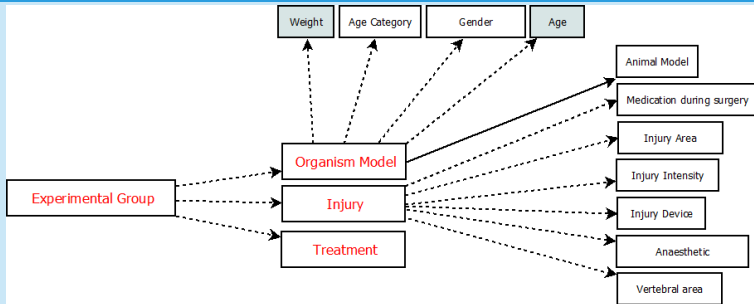 Weight
Age Category
Gender
Age
Animal Model
Medication during surgery
Injury Area
Organism Model
Injury Intensity
Experimental Group
Injury
Injury Device
Treatment
Anaesthetic
Vertebral area